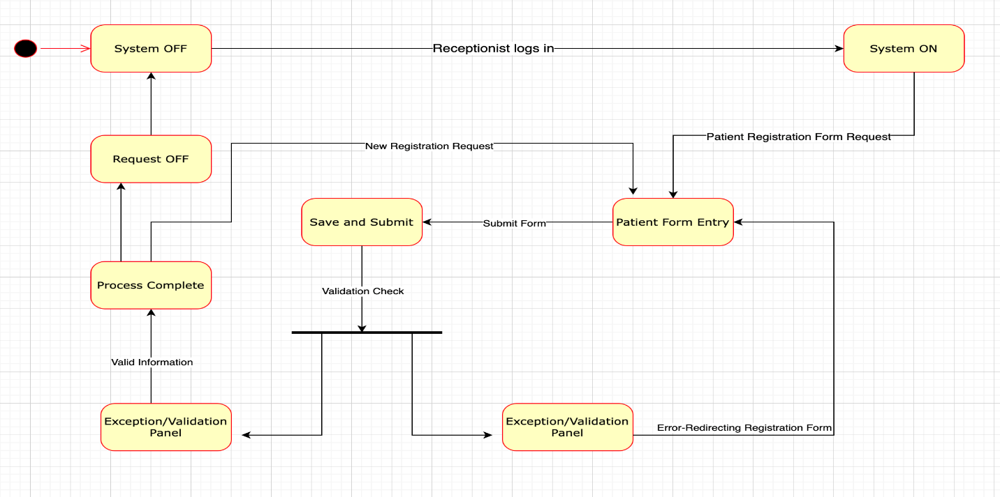 System OFF
Receptionist logs in
System ON
Patient Registration Form Request
New Registration Request
Request OFF
Save and Submit
Submit Form
Patient Form Entry
Process Complete
Validation Check
Valid Information
Exception/Validation
Panel
Exception/Validation
Panel
Error-Redirecting Registration Form